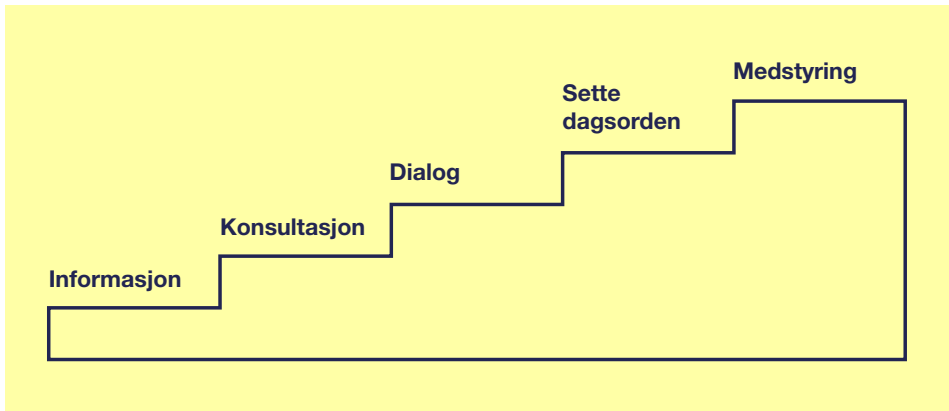 Medstyring
Sette
dagsorden
Dialog
Konsultasjon
Informasjon